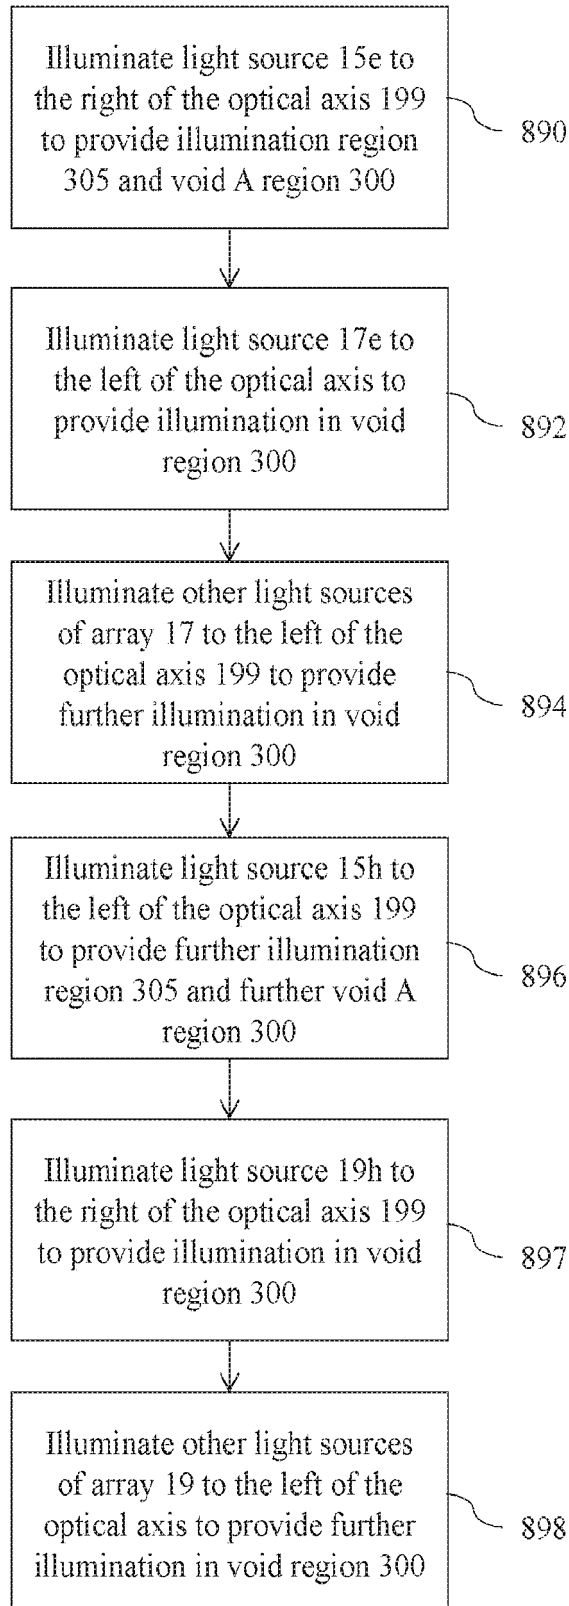 Illuminate light source 15e to
the right of the optical axis 199
to provide illumination region
305 and void A region 300
890
Illuminate light source 17e to
the left of the optical axis to
provide illumination in void
region 300
892
Illuminate other light sources
of array 17 to the left of the
optical axis 199 to provide
further illumination in void
region 300
894
Illuminate light source 15h to
the left of the optical axis 199
to provide further illumination
region 305 and further void A
region 300
896
Illuminate light source 19h to
the right of the optical axis 199
to provide illumination in void
region 300
897
Illuminate other light sources
of array 19 to the left of the
optical axis to provide further
illumination in void region 300
898